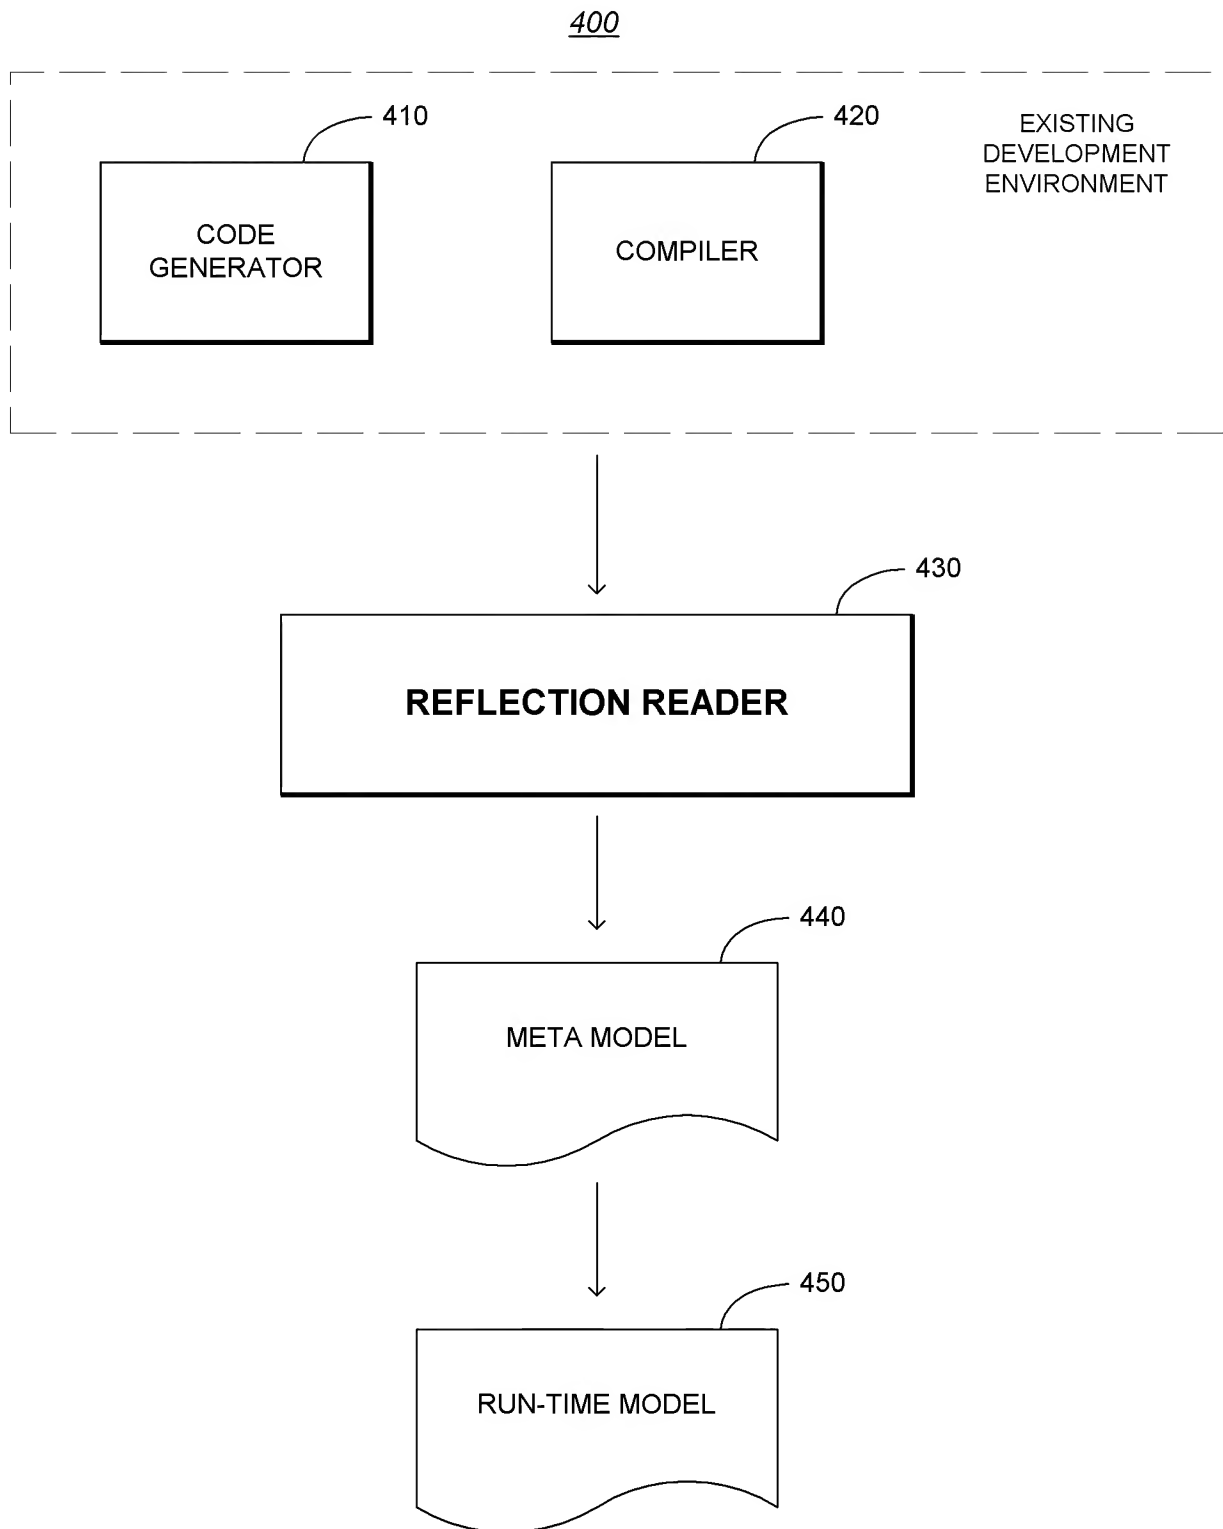 400
410
420
EXISTING
DEVELOPMENT
ENVIRONMENT
CODE
GENERATOR
COMPILER
430
REFLECTION READER
440
META MODEL
450
RUN-TIME MODEL